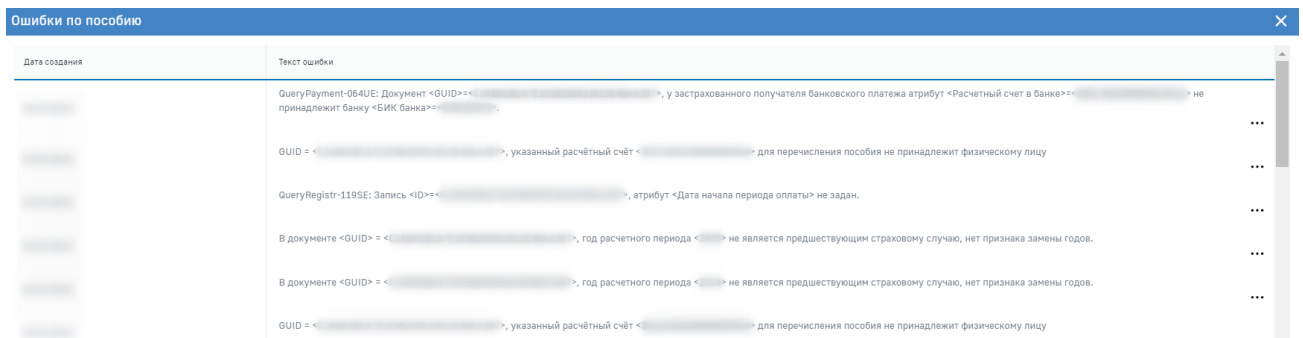 Ошибки по пособию
Дата создания
Текст ошибки
QueryPayment-064UE: Документ <GUID>=< >, у застрахованного получателя банковского платежа атрибут <Расчетный счет в банке>=< > не
принадлежит банку <БИК банка>=< >.
GUID = < >, указанный расчётный счёт < > для перечисления пособия не принадлежит физическому лицу
QueryRegistr-119SE: Запись <ID>=< >, атрибут <Дата начала периода оплаты> не задан.
В документе <GUID> = < >, год расчетного периода < > не является предшествующим страховому случаю, нет признака замены годов.
В документе <GUID> = < >, год расчетного периода < > не является предшествующим страховому случаю, нет признака замены годов.
GUID = < >, указанный расчётный счёт < > для перечисления пособия не принадлежит физическому лицу